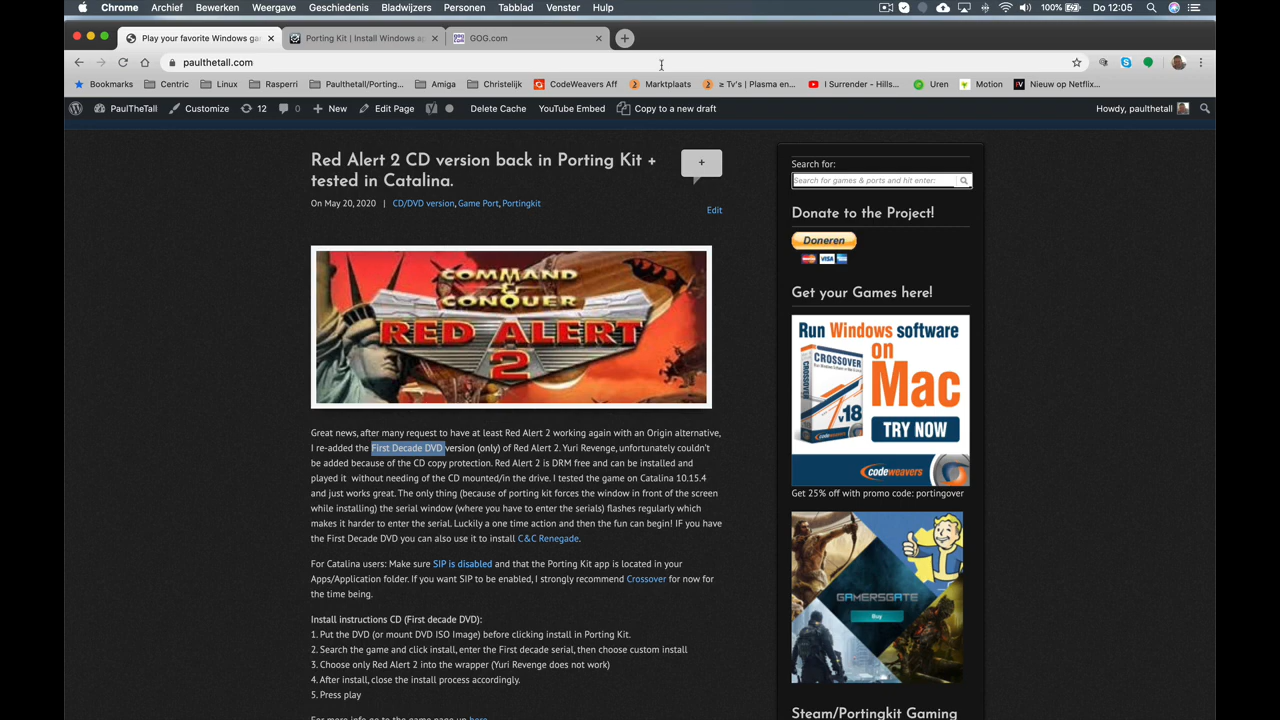 Chrome Archief Bewerken Weergave Geschiedenis Bladwijzers Personen Tabblad Venster Help 100% Do 12:05
Play your favorite Windows ga Porting Kit | Install Windows ap GOG.com
paulthetall.com
Bookmarks Centric Linux Rasperri Paulthetall/Porting... Amiga Christelijk CodeWeavers Aff Marktplaats ≥ Tv's | Plasma en... I Surrender - Hills... Uren Motion Nieuw op Netflix...
PaulTheTall Customize 12 0 New Edit Page Delete Cache YouTube Embed Copy to a new draft Howdy, paulthetall
Red Alert 2 CD version back in Porting Kit +
tested in Catalina.
+
On May 20, 2020 | CD/DVD version, Game Port, Portingkit
Edit
COMMAND
& CONQUER
RED ALERT
2
Great news, after many request to have at least Red Alert 2 working again with an Origin alternative,
I re-added the First Decade DVD version (only) of Red Alert 2. Yuri Revenge, unfortunately couldn't
be added because of the CD copy protection. Red Alert 2 is DRM free and can be installed and
played it without needing of the CD mounted/in the drive. I tested the game on Catalina 10.15.4
and just works great. The only thing (because of porting kit forces the window in front of the screen
while installing) the serial window (where you have to enter the serials) flashes regularly which
makes it harder to enter the serial. Luckily a one time action and then the fun can begin! IF you have
the First Decade DVD you can also use it to install C&C Renegade.
For Catalina users: Make sure SIP is disabled and that the Porting Kit app is located in your
Apps/Application folder. If you want SIP to be enabled, I strongly recommend Crossover for now for
the time being.
Install instructions CD (First decade DVD):
1. Put the DVD (or mount DVD ISO Image) before clicking install in Porting Kit.
2. Search the game and click install, enter the First decade serial, then choose custom install
3. Choose only Red Alert 2 into the wrapper (Yuri Revenge does not work)
4. After install, close the install process accordingly.
5. Press play
For more info go to the game page up here
Search for:
Search for games & ports and hit enter:
Donate to the Project!
Doneren
VISA
Get your Games here!
Run Windows software
on
Mac
CROSSOVER
v18
TRY NOW
codeweavers
Get 25% off with promo code: portingover
GAMERSGATE
Buy
Steam/Portingkit Gaming